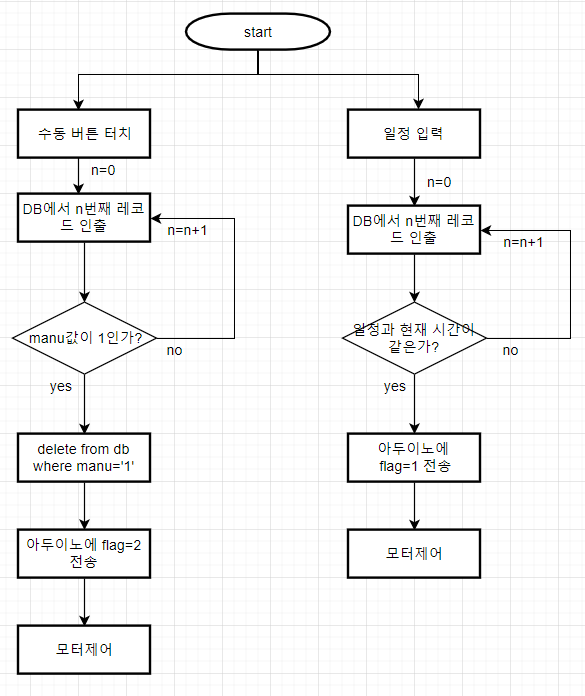 start
수동 버튼 터치
n=0
DB에서 n번째 레코
드 인출
n=n+1
manu값이 1인가?
no
yes
delete from db
where manu='1'
아두이노에 flag=2
전송
모터제어
일정 입력
n=0
DB에서 n번째 레코
드 인출
n=n+1
일정과 현재 시간이
같은가?
no
yes
아두이노에
flag=1 전송
모터제어